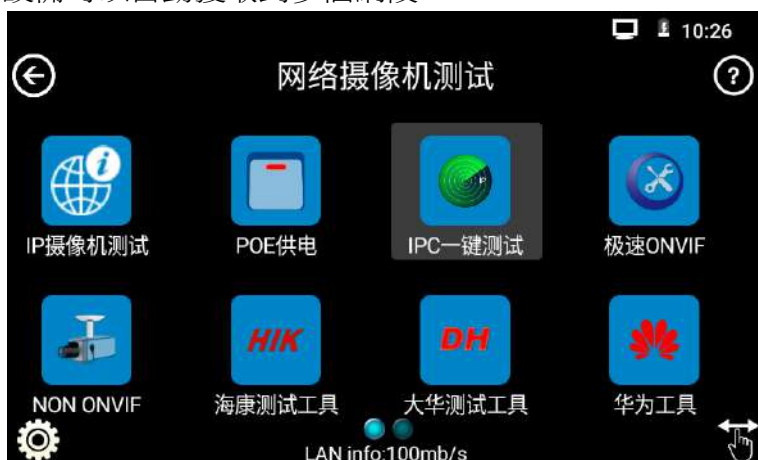 10:26
网络摄像机测试
IP摄像机测试 POE供电 IPC一键测试 极速ONVIF
HIK DH
NON ONVIF 海康测试工具 大华测试工具 华为工具
LAN info:100mb/s